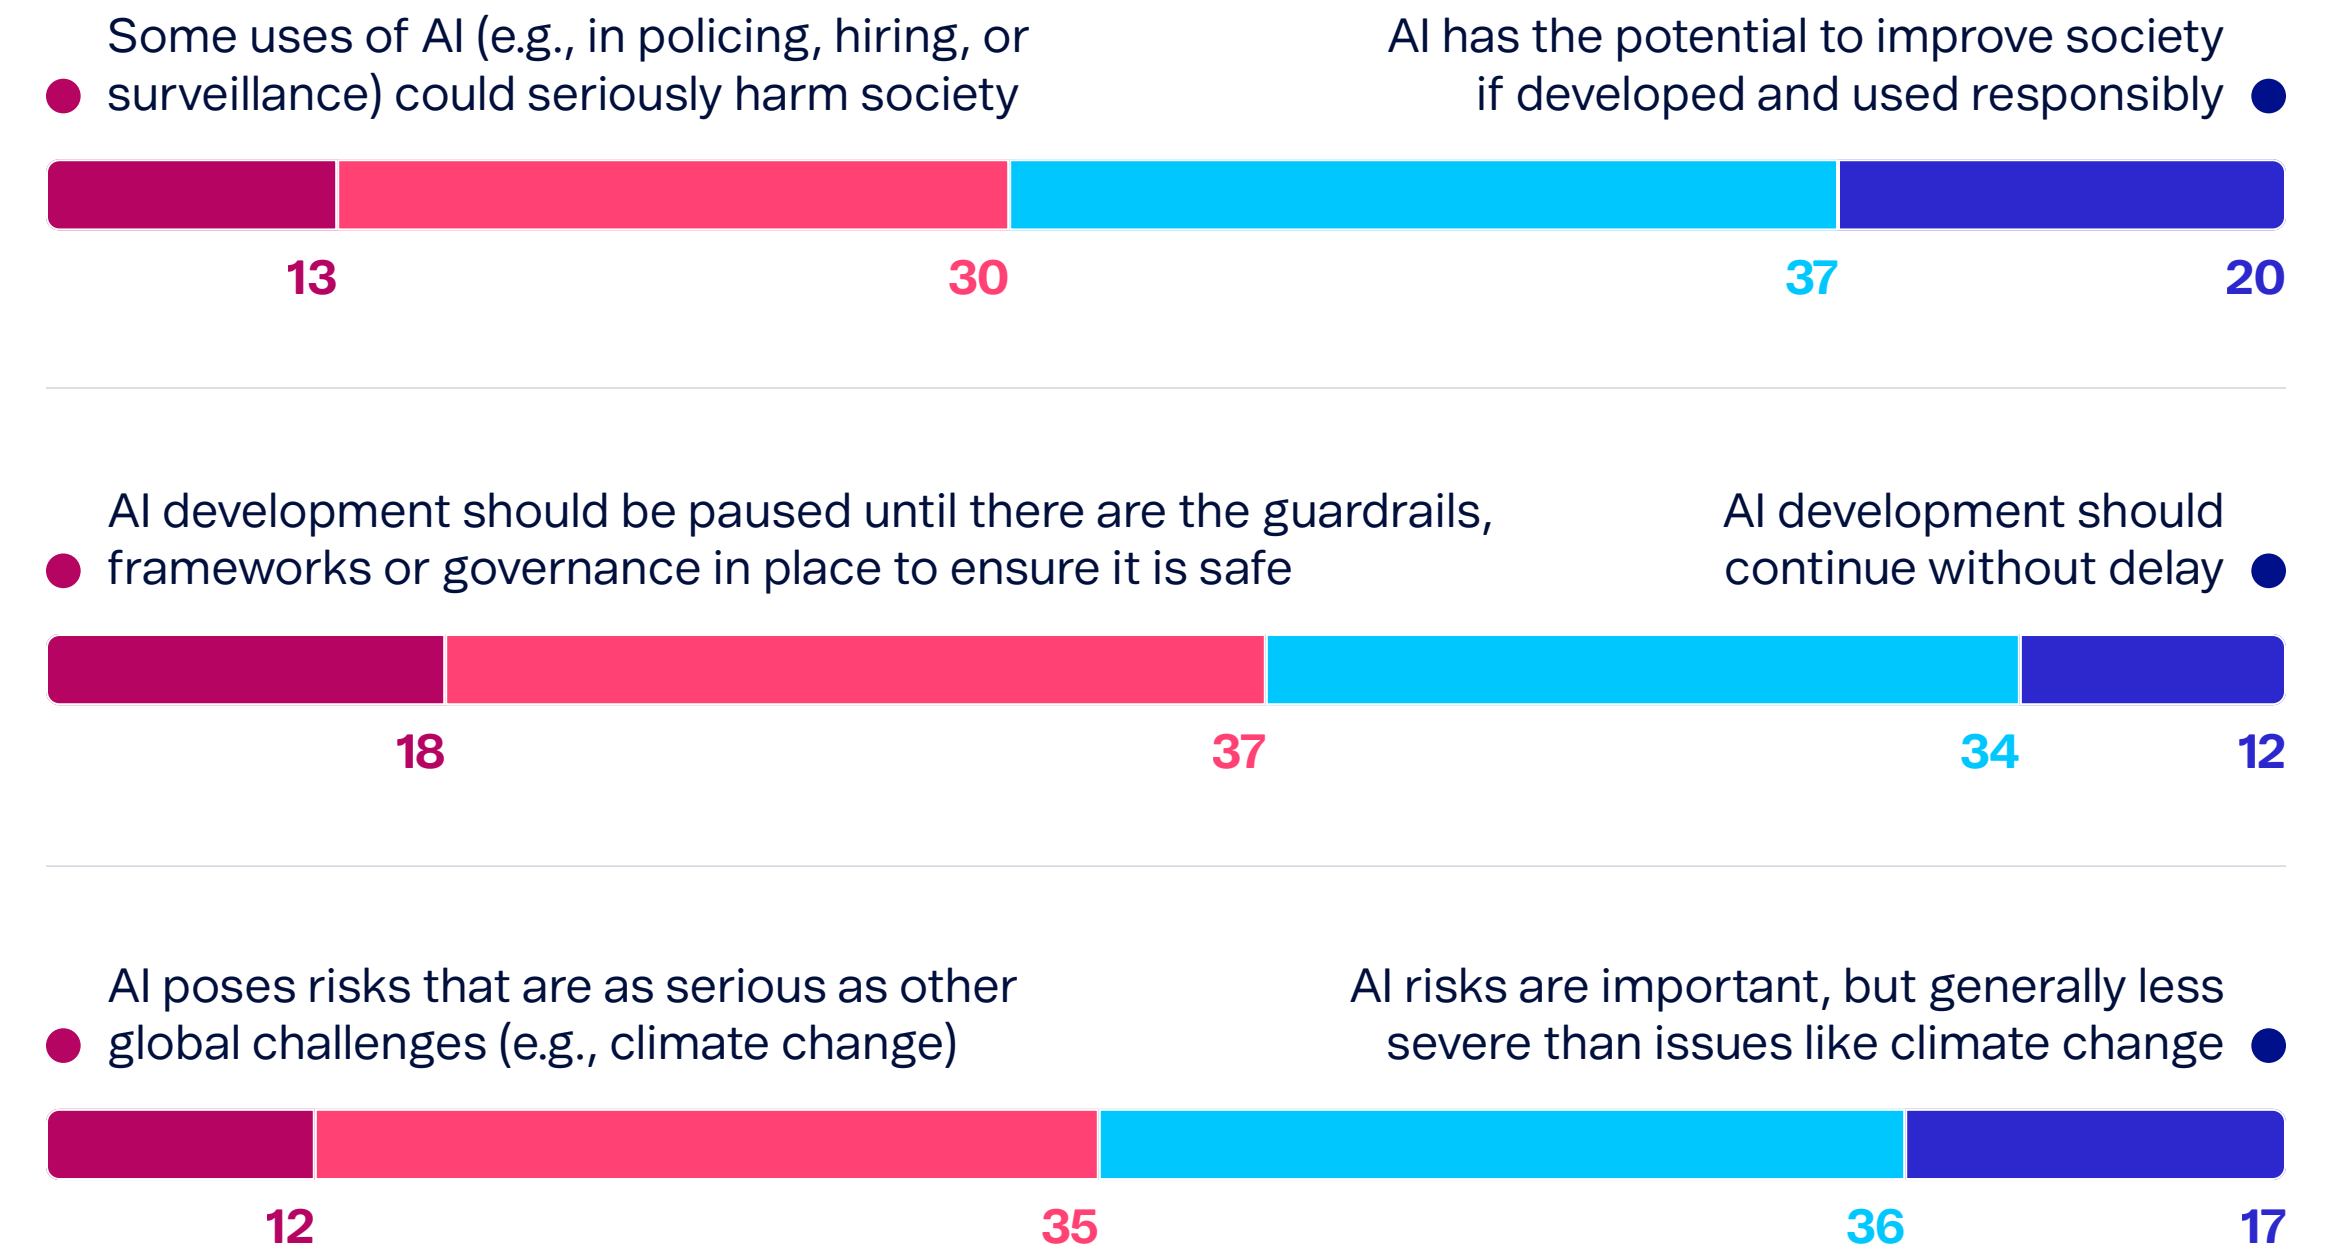 Some uses of AI (e.g., in policing, hiring, or
surveillance) could seriously harm society
AI has the potential to improve society
if developed and used responsibly
13
30
37
20
AI development should be paused until there are the guardrails,
frameworks or governance in place to ensure it is safe
AI development should
continue without delay
18
37
34
12
AI poses risks that are as serious as other
global challenges (e.g., climate change)
AI risks are important, but generally less
severe than issues like climate change
12
35
36
17